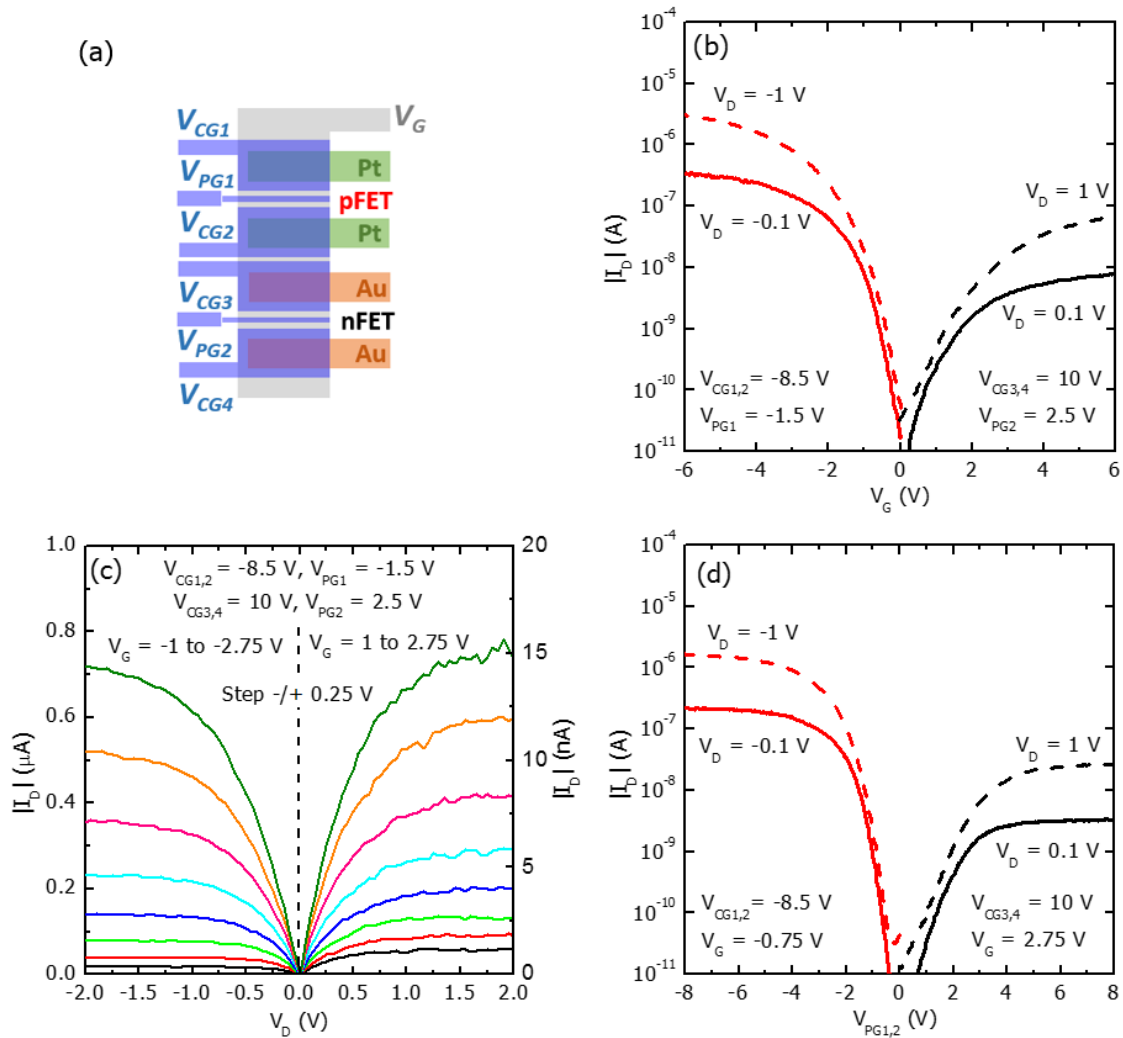 (a)
V_CG1
V_G
V_PG1
Pt
pFET
V_CG2
Pt
V_CG3
Au
nFET
V_PG2
Au
V_CG4
(b)
10^-4
10^-5
10^-6
10^-7
10^-8
10^-9
10^-10
10^-11
|I_D| (A)
V_D = -1 V
V_D = 1 V
V_D = -0.1 V
V_D = 0.1 V
V_CG1,2 = -8.5 V
V_CG3,4 = 10 V
V_PG1 = -1.5 V
V_PG2 = 2.5 V
-6 -4 -2 0 2 4 6
V_G (V)
(c)
1.0
0.8
0.6
0.4
0.2
0.0
|I_D| (μA)
V_CG1,2 = -8.5 V, V_PG1 = -1.5 V
V_CG3,4 = 10 V, V_PG2 = 2.5 V
V_G = -1 to -2.75 V
V_G = 1 to 2.75 V
Step -/+ 0.25 V
20
15
10
5
0
|I_D| (nA)
-2.0 -1.5 -1.0 -0.5 0.0 0.5 1.0 1.5 2.0
V_D (V)
(d)
10^-4
10^-5
10^-6
10^-7
10^-8
10^-9
10^-10
10^-11
|I_D| (A)
V_D = -1 V
V_D = 1 V
V_D = -0.1 V
V_D = 0.1 V
V_CG1,2 = -8.5 V
V_CG3,4 = 10 V
V_G = -0.75 V
V_G = 2.75 V
-8 -6 -4 -2 0 2 4 6 8
V_PG1,2 (V)